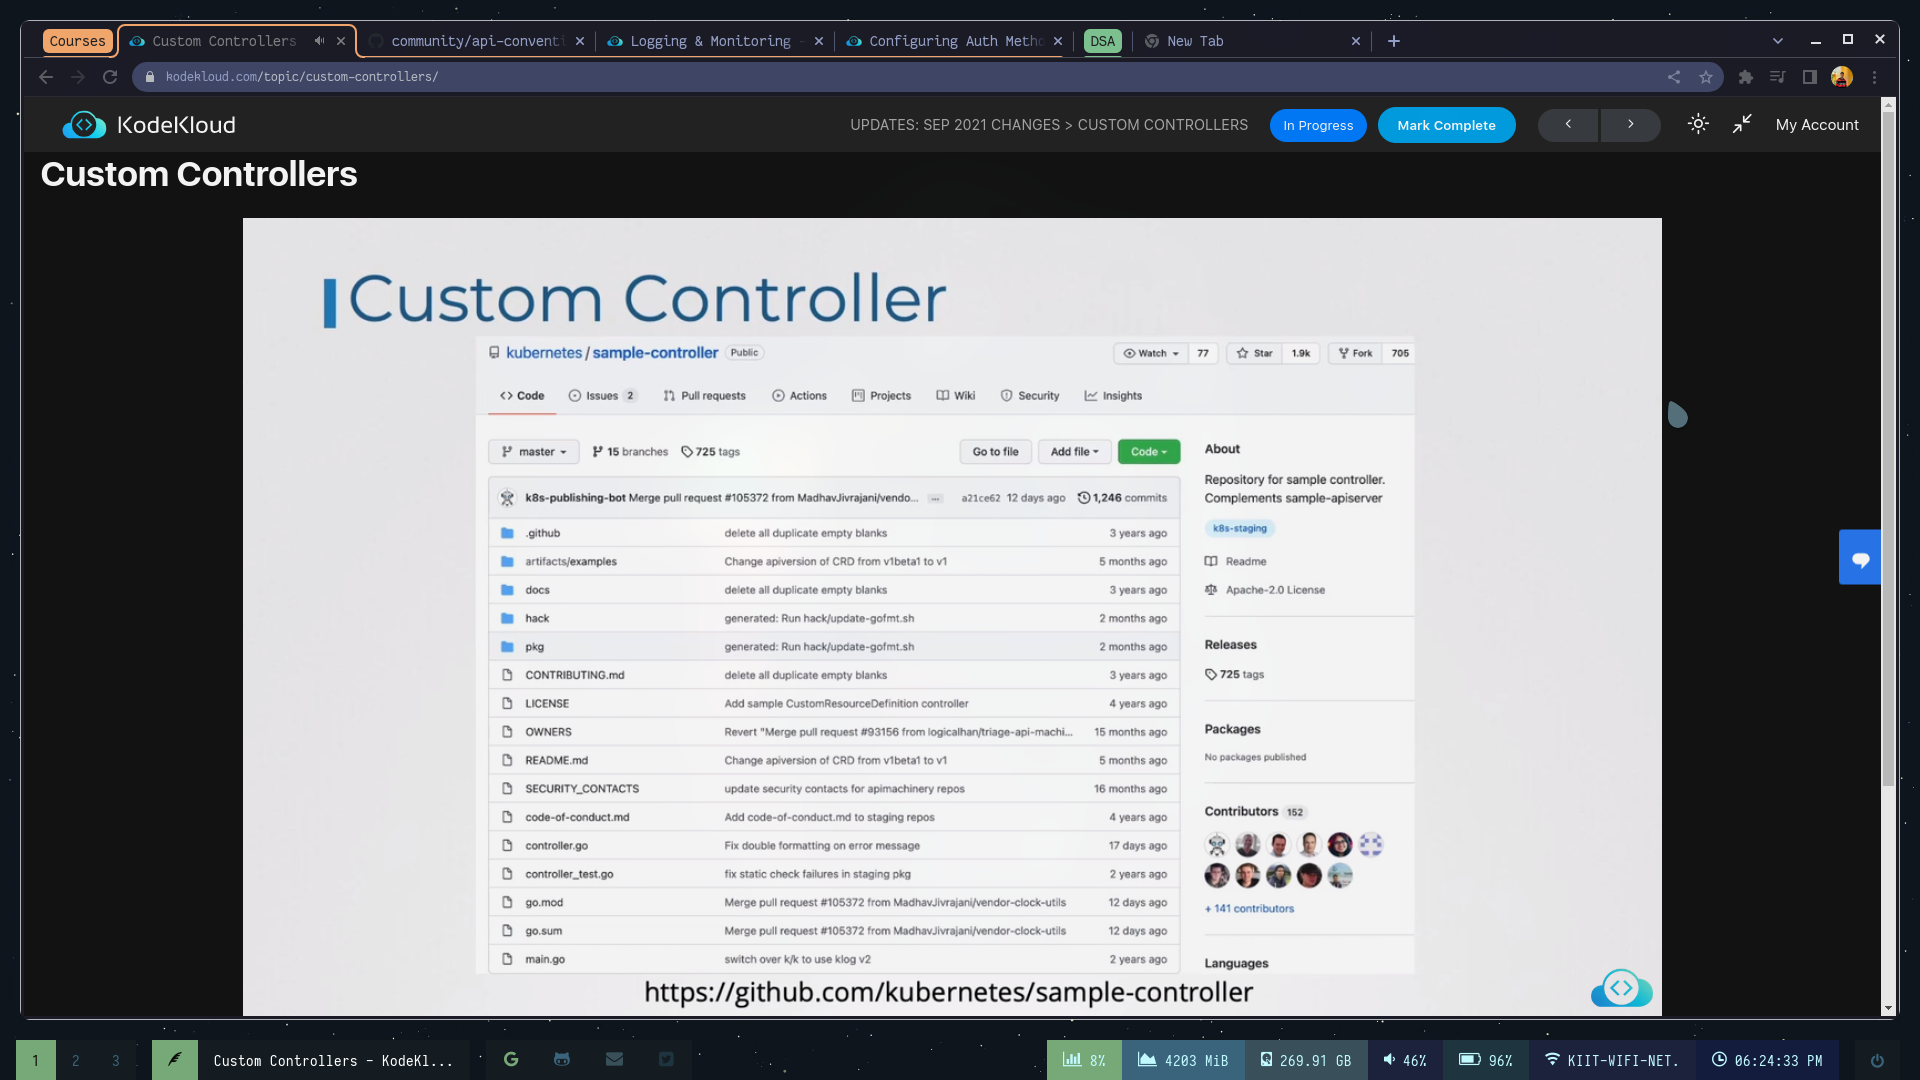 Courses
Custom Controllers
community/api-conventi
Logging & Monitoring -
Configuring Auth Metho
DSA
New Tab
kodekloud.com/topic/custom-controllers/
KodeKloud
UPDATES: SEP 2021 CHANGES > CUSTOM CONTROLLERS
In Progress
Mark Complete
My Account
Custom Controllers
Custom Controller
kubernetes / sample-controller Public
Watch 77
Star 1.9k
Fork 705
Code
Issues 2
Pull requests
Actions
Projects
Wiki
Security
Insights
master
15 branches
725 tags
Go to file
Add file
Code
k8s-publishing-bot Merge pull request #105372 from MadhavJivrajani/vendo... ... a21ce62 12 days ago 1,246 commits
.github delete all duplicate empty blanks 3 years ago
artifacts/examples Change apiversion of CRD from v1beta1 to v1 5 months ago
docs delete all duplicate empty blanks 3 years ago
hack generated: Run hack/update-gofmt.sh 2 months ago
pkg generated: Run hack/update-gofmt.sh 2 months ago
CONTRIBUTING.md delete all duplicate empty blanks 3 years ago
LICENSE Add sample CustomResourceDefinition controller 4 years ago
OWNERS Revert "Merge pull request #93156 from logicalhan/triage-api-machi... 15 months ago
README.md Change apiversion of CRD from v1beta1 to v1 5 months ago
SECURITY_CONTACTS update security contacts for apimachinery repos 16 months ago
code-of-conduct.md Add code-of-conduct.md to staging repos 4 years ago
controller.go Fix double formatting on error message 17 days ago
controller_test.go fix static check failures in staging pkg 2 years ago
go.mod Merge pull request #105372 from MadhavJivrajani/vendor-clock-utils 12 days ago
go.sum Merge pull request #105372 from MadhavJivrajani/vendor-clock-utils 12 days ago
main.go switch over k/k to use klog v2 2 years ago
About
Repository for sample controller.
Complements sample-apiserver
k8s-staging
Readme
Apache-2.0 License
Releases
725 tags
Packages
No packages published
Contributors 152
+ 141 contributors
Languages
https://github.com/kubernetes/sample-controller
1 2 3
Custom Controllers - KodeKl...
8%
4203 MiB
269.91 GB
46%
96%
KIIT-WIFI-NET.
06:24:33 PM